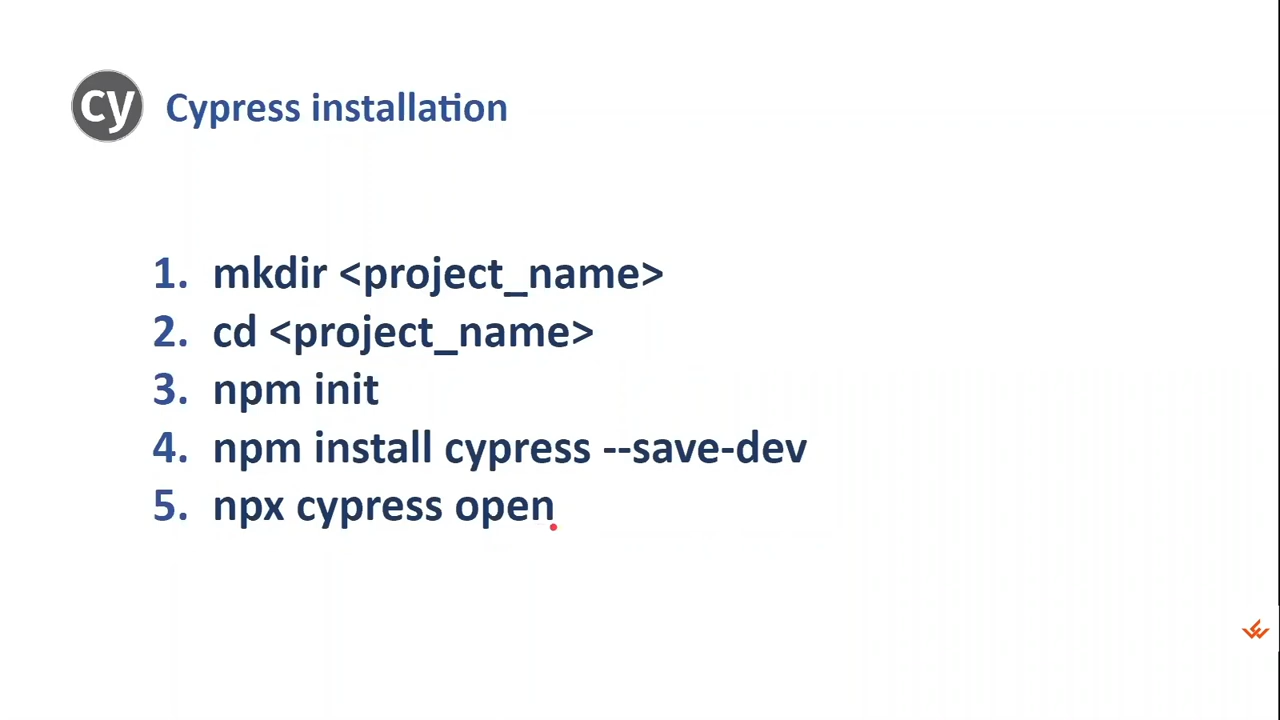 cy Cypress installation
1. mkdir <project_name>
2. cd <project_name>
3. npm init
4. npm install cypress --save-dev
5. npx cypress open